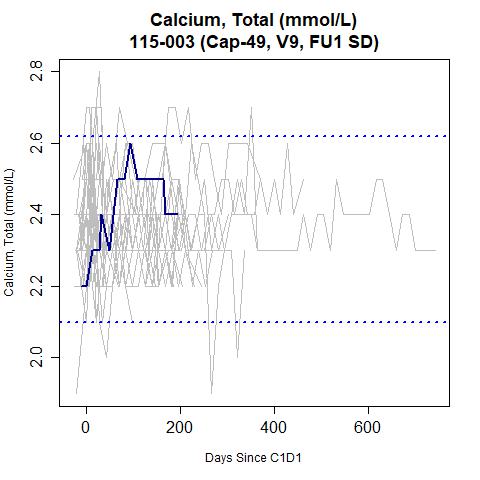 Calcium, Total (mmol/L)
115-003 (Cap-49, V9, FU1 SD)
Calcium, Total (mmol/L)
2.8
2.6
2.4
2.2
2.0
0
200
400
600
Days Since C1D1